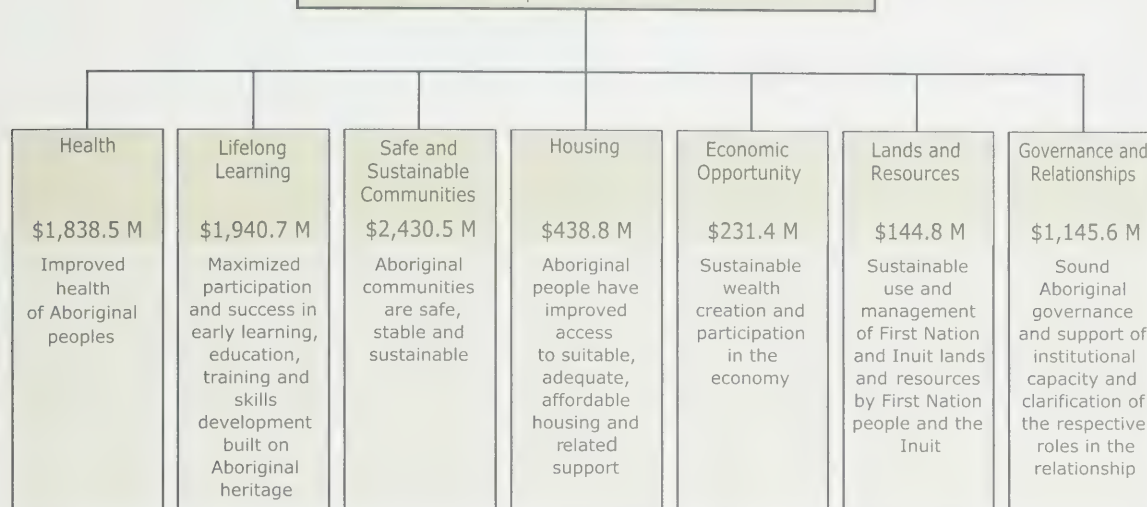 Health
$1,838.5 M
Improved
health
of Aboriginal
peoples
Lifelong
Learning
$1,940.7 M
Maximized
participation
and success in
early learning,
education,
training and
skills
development
built on
Aboriginal
heritage
Safe and
Sustainable
Communities
$2,430.5 M
Aboriginal
communities
are safe,
stable and
sustainable
Housing
$438.8 M
Aboriginal
people have
improved
access
to suitable,
adequate,
affordable
housing and
related
support
Economic
Opportunity
$231.4 M
Sustainable
wealth
creation and
participation
in the
economy
Lands and
Resources
$144.8 M
Sustainable
use and
management
of First Nation
and Inuit lands
and resources
by First Nation
people and the
Inuit
Governance and
Relationships
$1,145.6 M
Sound
Aboriginal
governance
and support of
institutional
capacity and
clarification of
the respective
roles in the
relationship